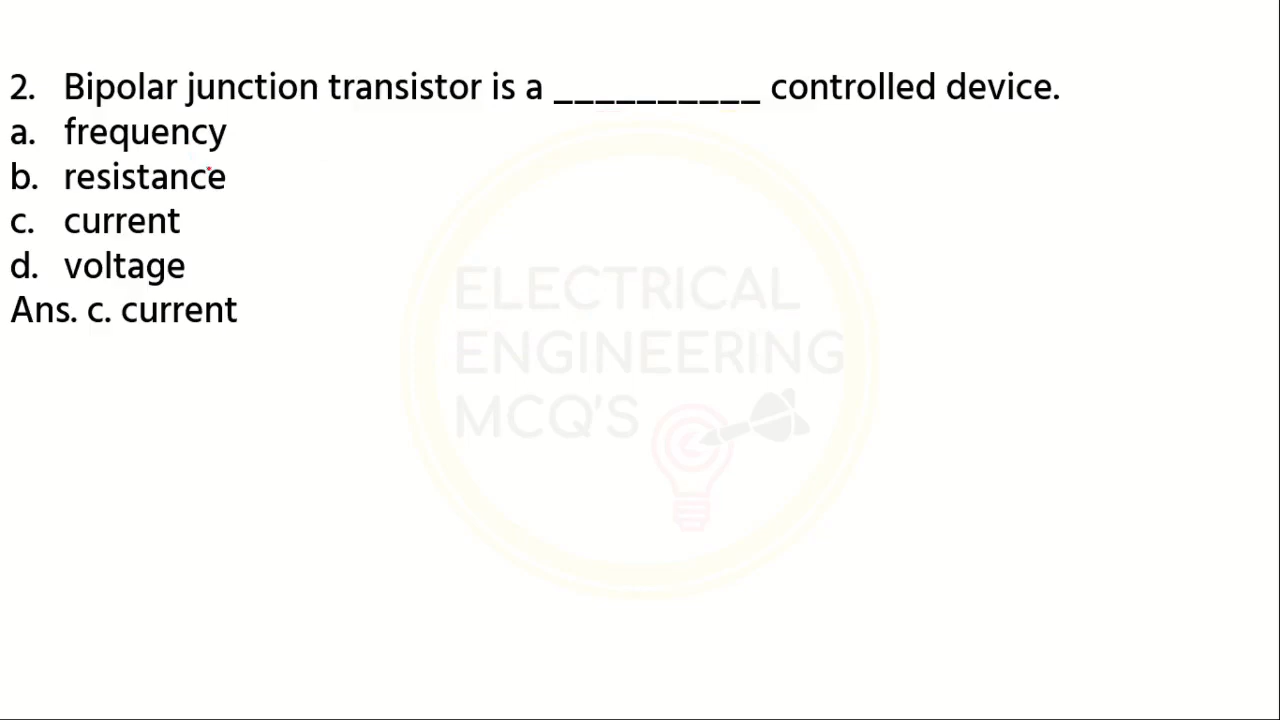 2. Bipolar junction transistor is a __________ controlled device.
a. frequency
b. resistance
c. current
d. voltage
Ans. c. current
ELECTRICAL
ENGINEERING
MCQ'S